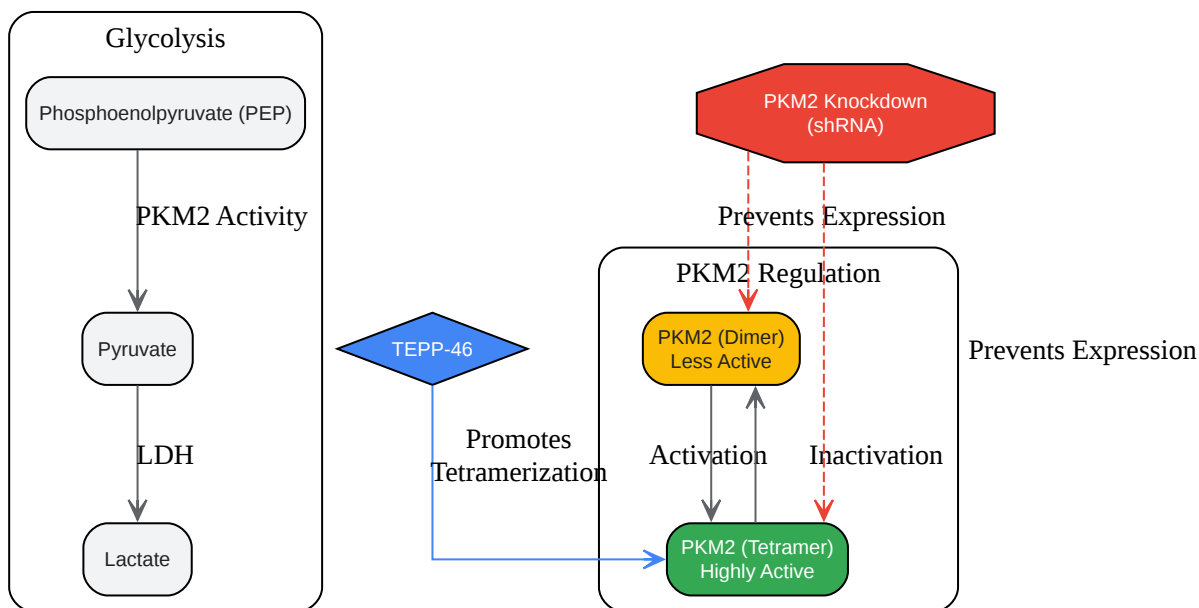 Glycolysis
Phosphoenolpyruvate (PEP)
PKM2 Activity
Pyruvate
LDH
Lactate
TEPP-46
Promotes
Tetramerization
PKM2 Knockdown
(shRNA)
Prevents Expression
PKM2 Regulation
PKM2 (Dimer)
Less Active
Prevents Expression
Activation
Inactivation
PKM2 (Tetramer)
Highly Active